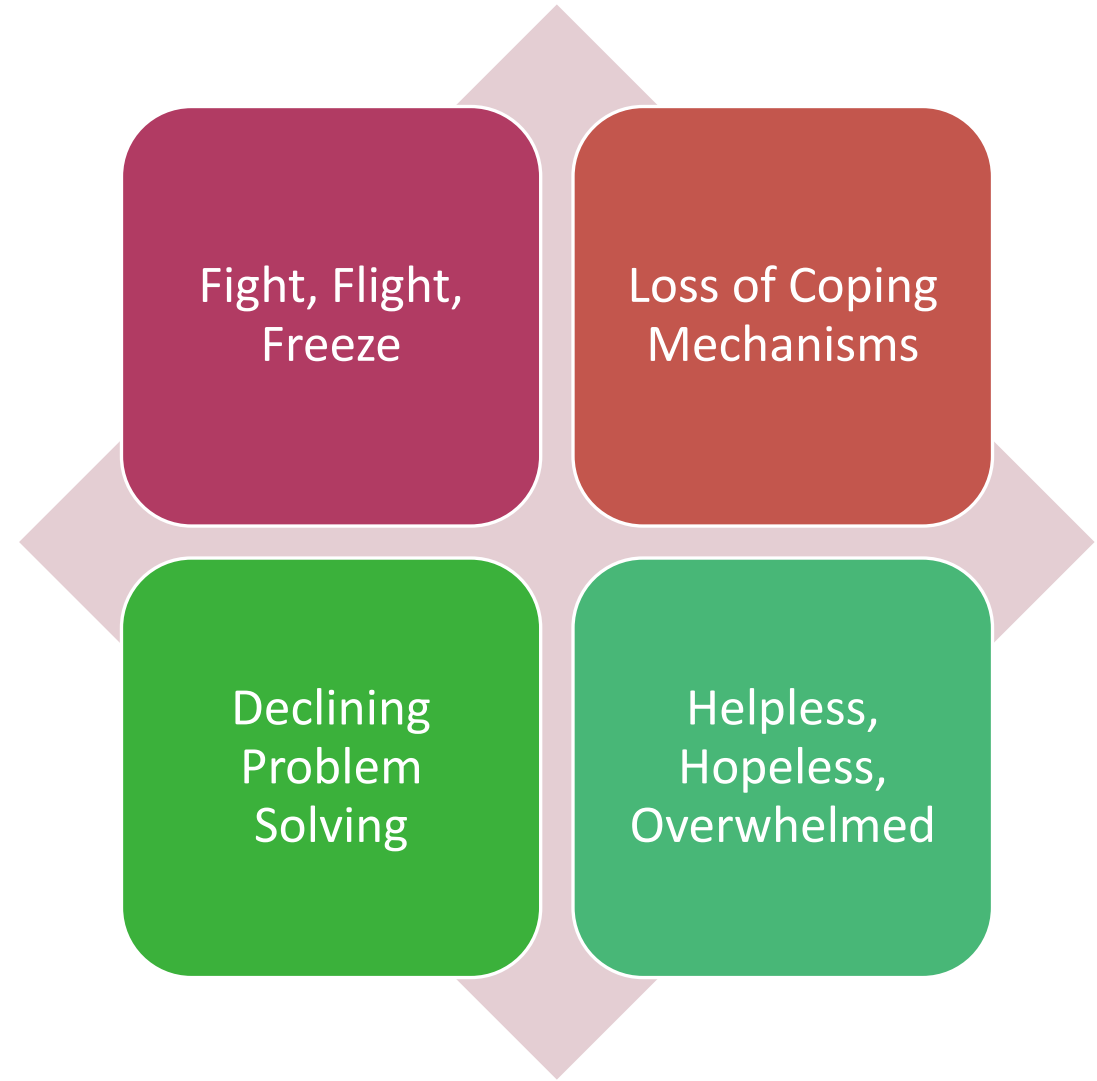 Fight, Flight,
Freeze
Loss of Coping
Mechanisms
Declining
Problem
Solving
Helpless,
Hopeless,
Overwhelmed